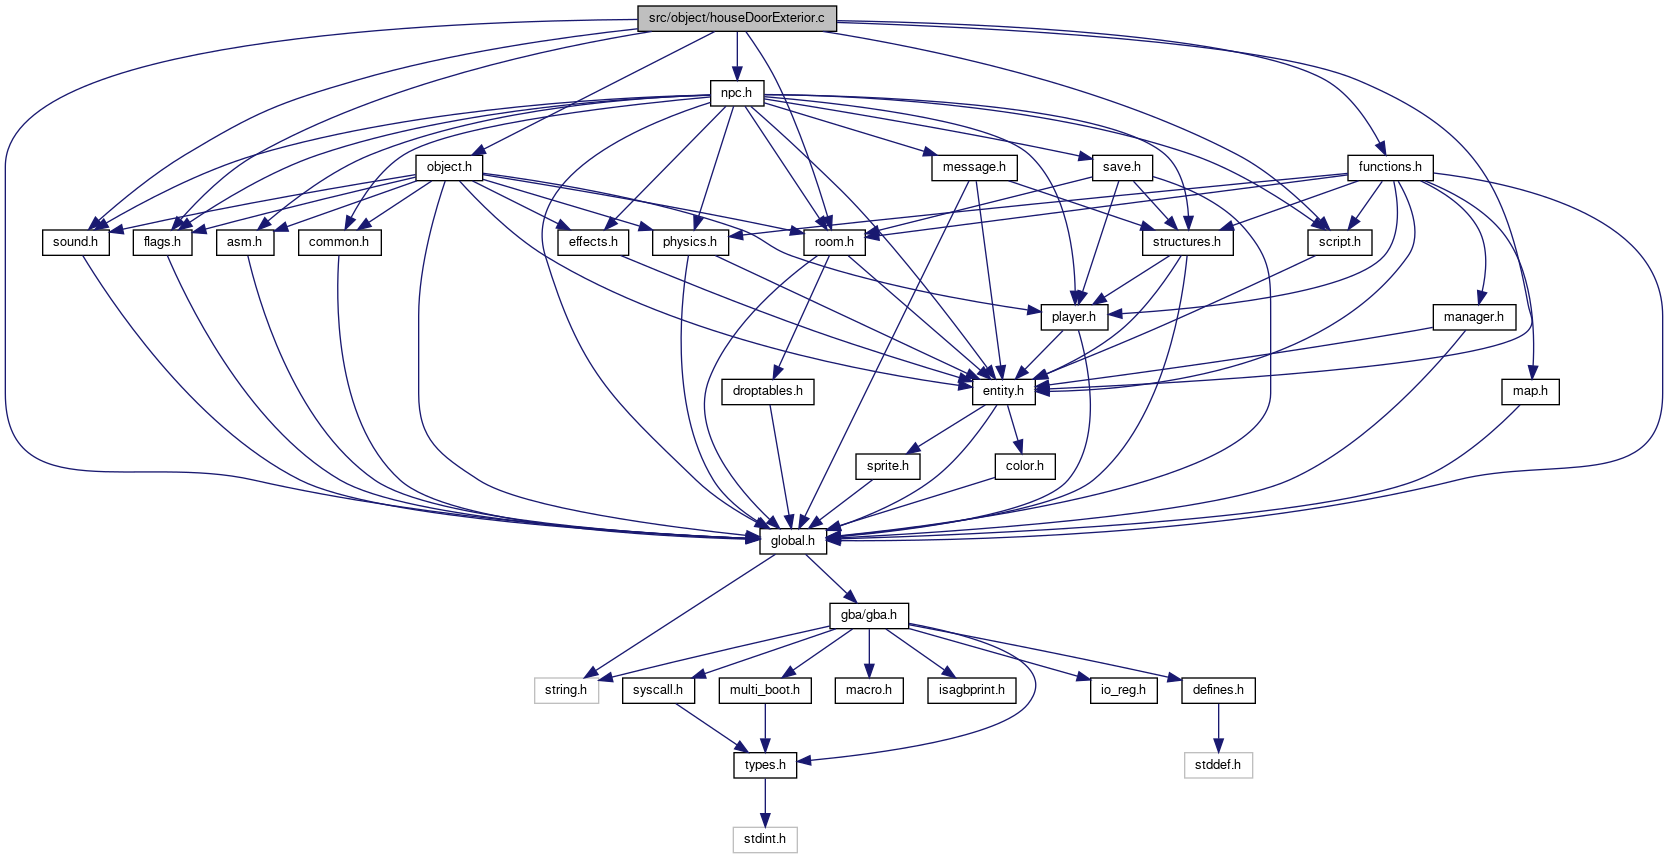 src/object/houseDoorExterior.c
npc.h
object.h
message.h
save.h
functions.h
sound.h
flags.h
asm.h
common.h
effects.h
physics.h
room.h
structures.h
script.h
player.h
manager.h
droptables.h
entity.h
map.h
sprite.h
color.h
global.h
gba/gba.h
string.h
syscall.h
multi_boot.h
macro.h
isagbprint.h
io_reg.h
defines.h
types.h
stddef.h
stdint.h